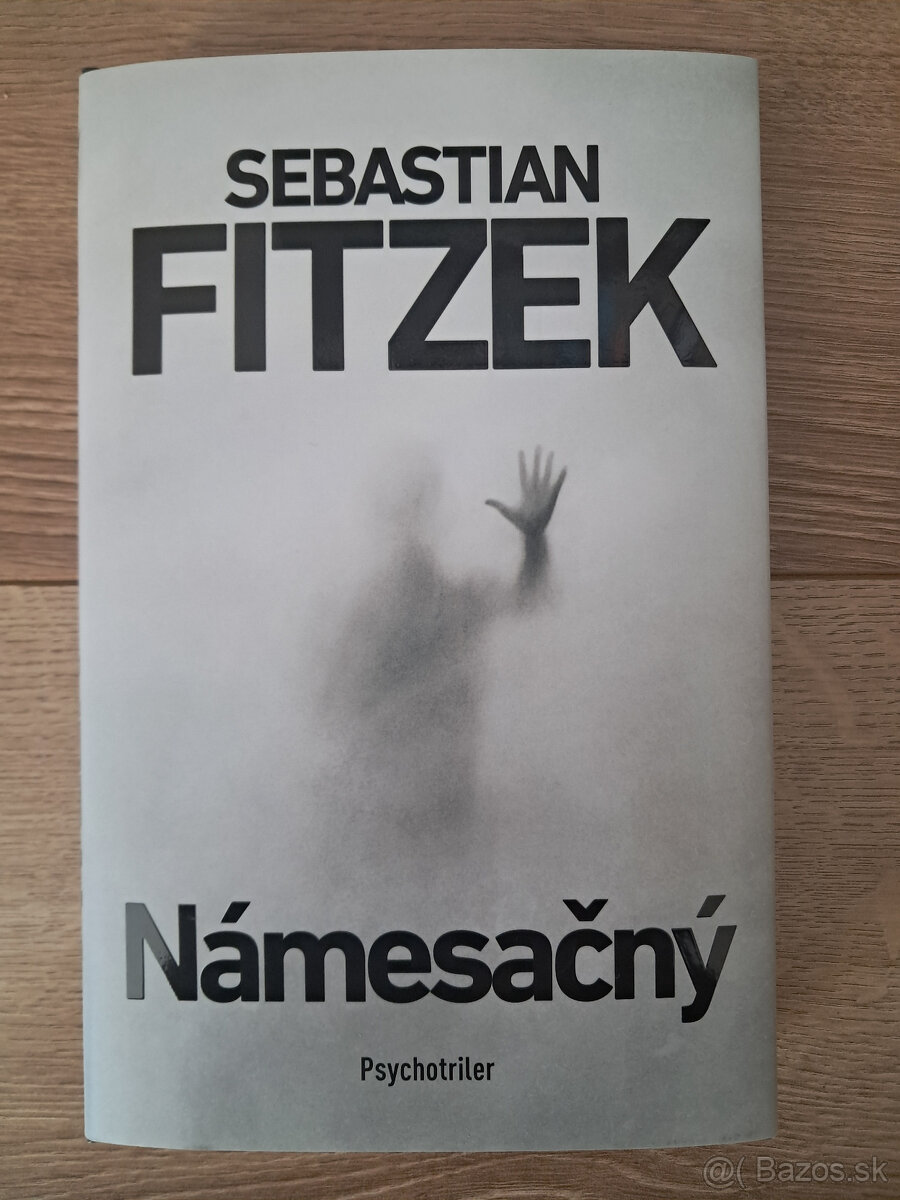 SEBASTIAN
FITZEK
Námesačný
Psychotriler
@( Bazos.sk